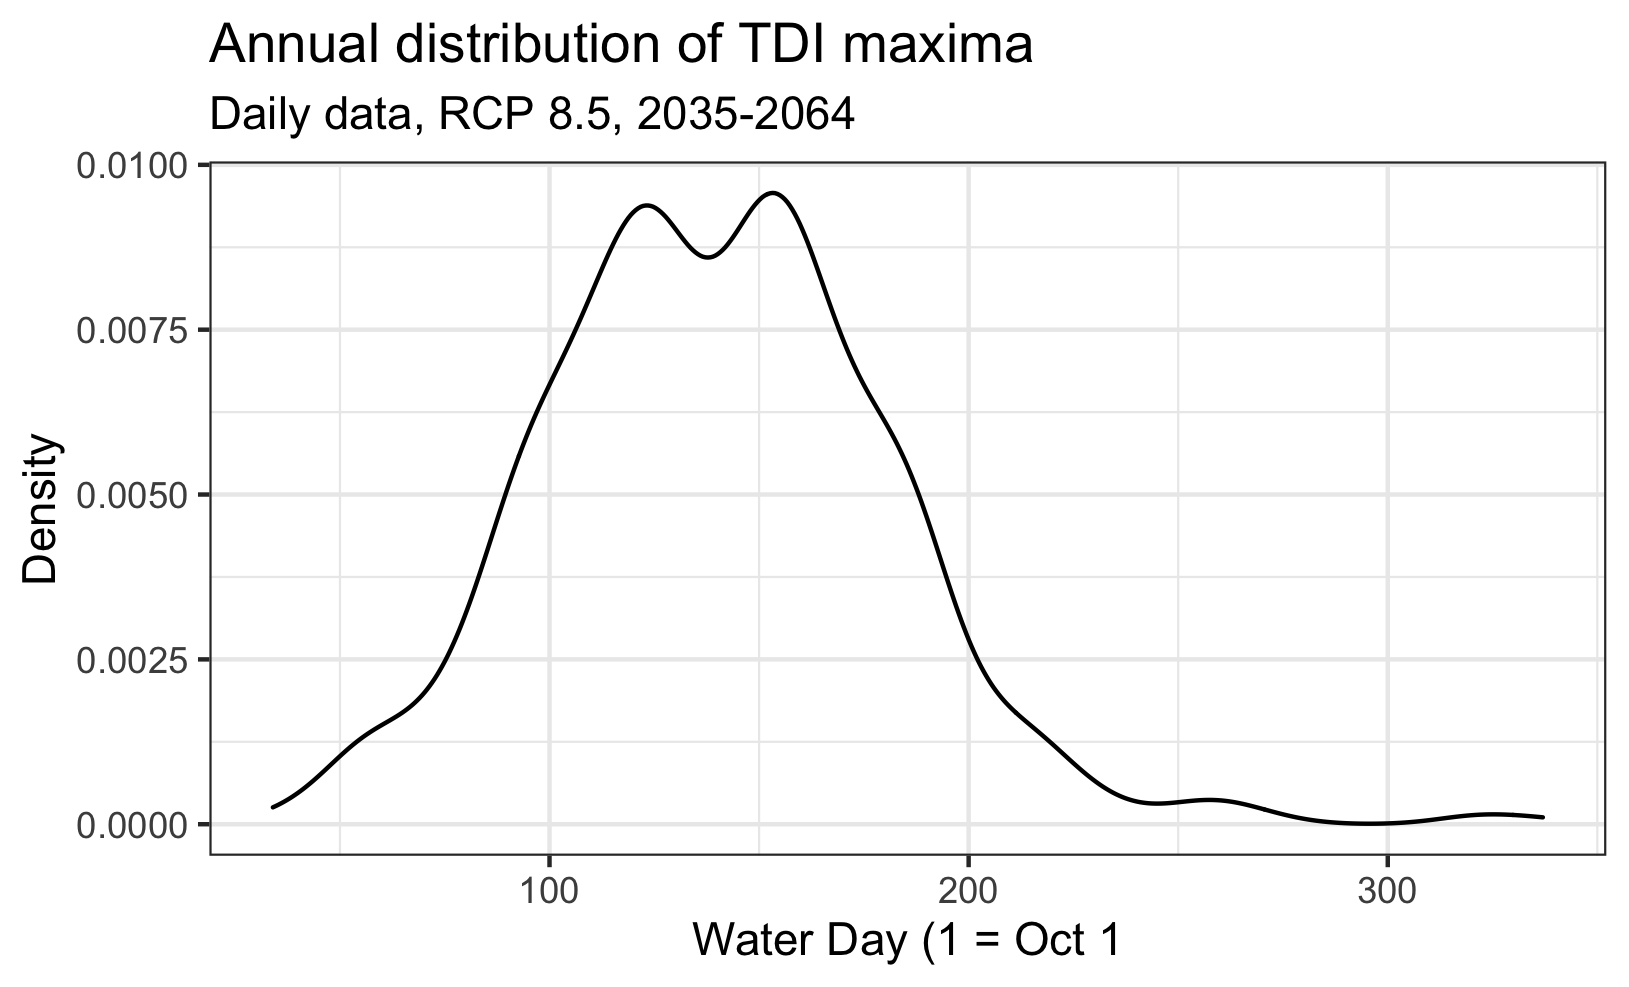 Annual distribution of TDI maxima
Daily data, RCP 8.5, 2035-2064
0.0100
0.0075
0.0050
0.0025
0.0000
Density
100
200
300
Water Day (1 = Oct 1